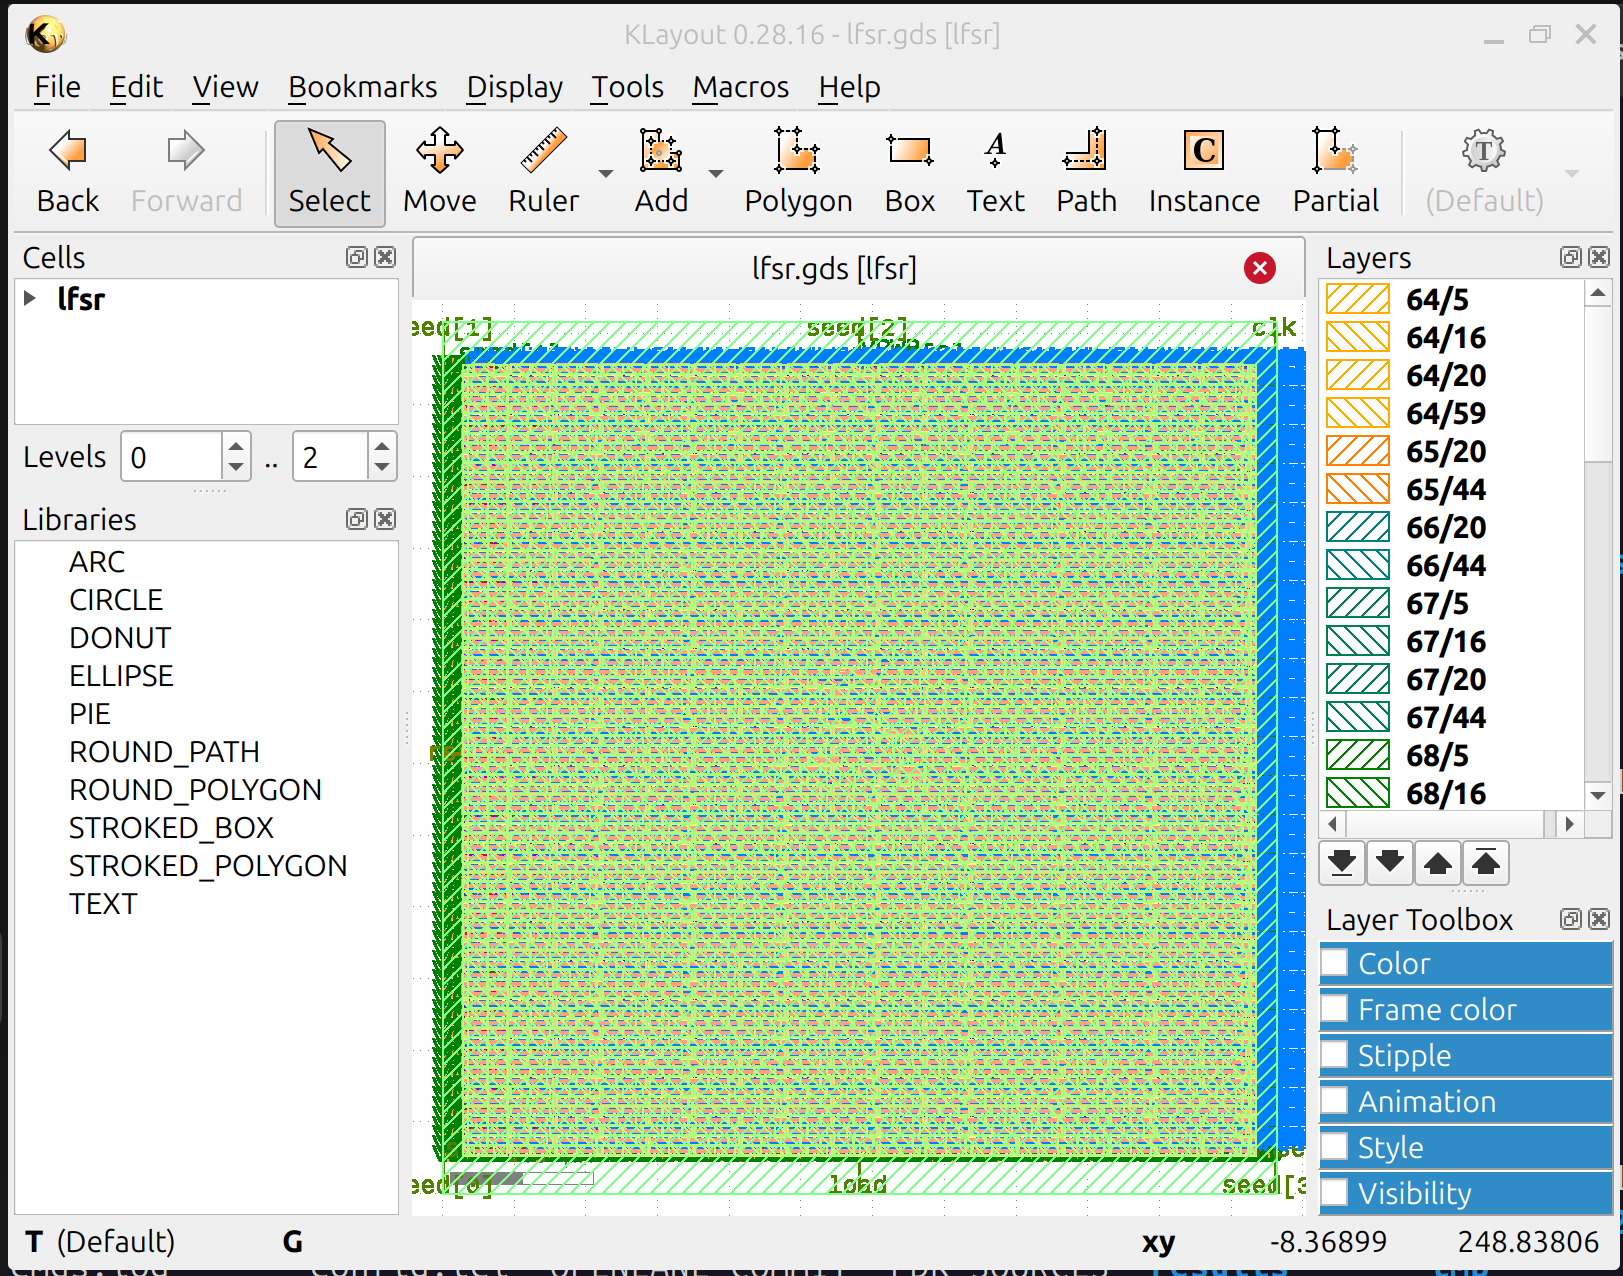 KLayout 0.28.16 - lfsr.gds [lfsr]
File Edit View Bookmarks Display Tools Macros Help
Back Forward Select Move Ruler Add Polygon Box Text Path Instance Partial (Default)
Cells
lfsr
Levels 0 .. 2
Libraries
ARC
CIRCLE
DONUT
ELLIPSE
PIE
ROUND_PATH
ROUND_POLYGON
STROKED_BOX
STROKED_POLYGON
TEXT
lfsr.gds [lfsr]
eed[1] seed[2] clk
eed[0] load seed[3
Layers
64/5
64/16
64/20
64/59
65/20
65/44
66/20
66/44
67/5
67/16
67/20
67/44
68/5
68/16
Layer Toolbox
Color
Frame color
Stipple
Animation
Style
Visibility
T (Default) G xy -8.36899 248.83806